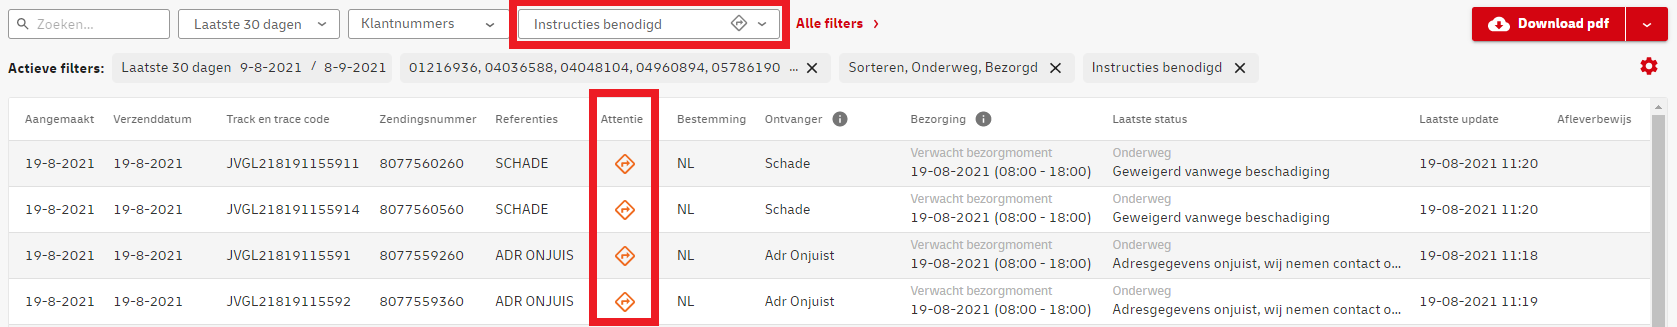 Zoeken... Laatste 30 dagen Klantnummers Instructies benodigd Alle filters Download pdf
Actieve filters: Laatste 30 dagen 9-8-2021 / 8-9-2021 01216936, 04036588, 04048104, 04960894, 05786190 ... Sorteren, Onderweg, Bezorgd Instructies benodigd
Aangemaakt Verzenddatum Track en trace code Zendingsnummer Referenties Attentie Bestemming Ontvanger Bezorging Laatste status Laatste update Afleverbewijs
Verwacht bezorgmoment Onderweg
19-8-2021 19-8-2021 JVGL218191155911 8077560260 SCHADE NL Schade 19-08-2021 (08:00 - 18:00) Geweigerd vanwege beschadiging 19-08-2021 11:20
Verwacht bezorgmoment Onderweg
19-8-2021 19-8-2021 JVGL218191155914 8077560560 SCHADE NL Schade 19-08-2021 (08:00 - 18:00) Geweigerd vanwege beschadiging 19-08-2021 11:20
Verwacht bezorgmoment Onderweg
19-8-2021 19-8-2021 JVGL21819115591 8077559260 ADR ONJUIS NL Adr Onjuist 19-08-2021 (08:00 - 18:00) Adresgegevens onjuist, wij nemen contact o... 19-08-2021 11:18
Verwacht bezorgmoment Onderweg
19-8-2021 19-8-2021 JVGL21819115592 8077559360 ADR ONJUIS NL Adr Onjuist 19-08-2021 (08:00 - 18:00) Adresgegevens onjuist, wij nemen contact o... 19-08-2021 11:19